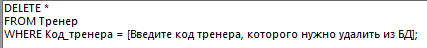 DELETE *
FROM Тренер
WHERE Код_тренера = [Введите код тренера, которого нужно удалить из БД];